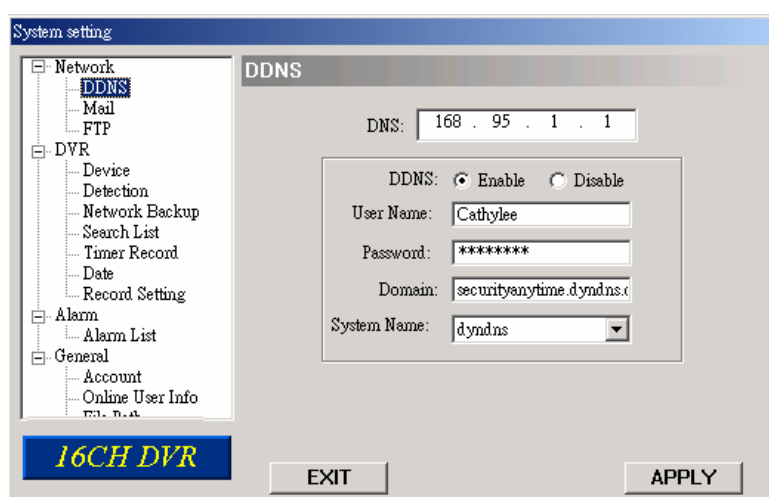 System setting
Network
DDNS
Mail
FTP
DVR
Device
Detection
Network Backup
Search List
Timer Record
Date
Record Setting
Alarm
Alarm List
General
Account
Online User Info
File Path
16CH DVR
DDNS
DNS: 168 . 95 . 1 . 1
DDNS: Enable Disable
User Name: Cathylee
Password: ********
Domain: securityanytime.dyndns.
System Name: dyndns
EXIT APPLY